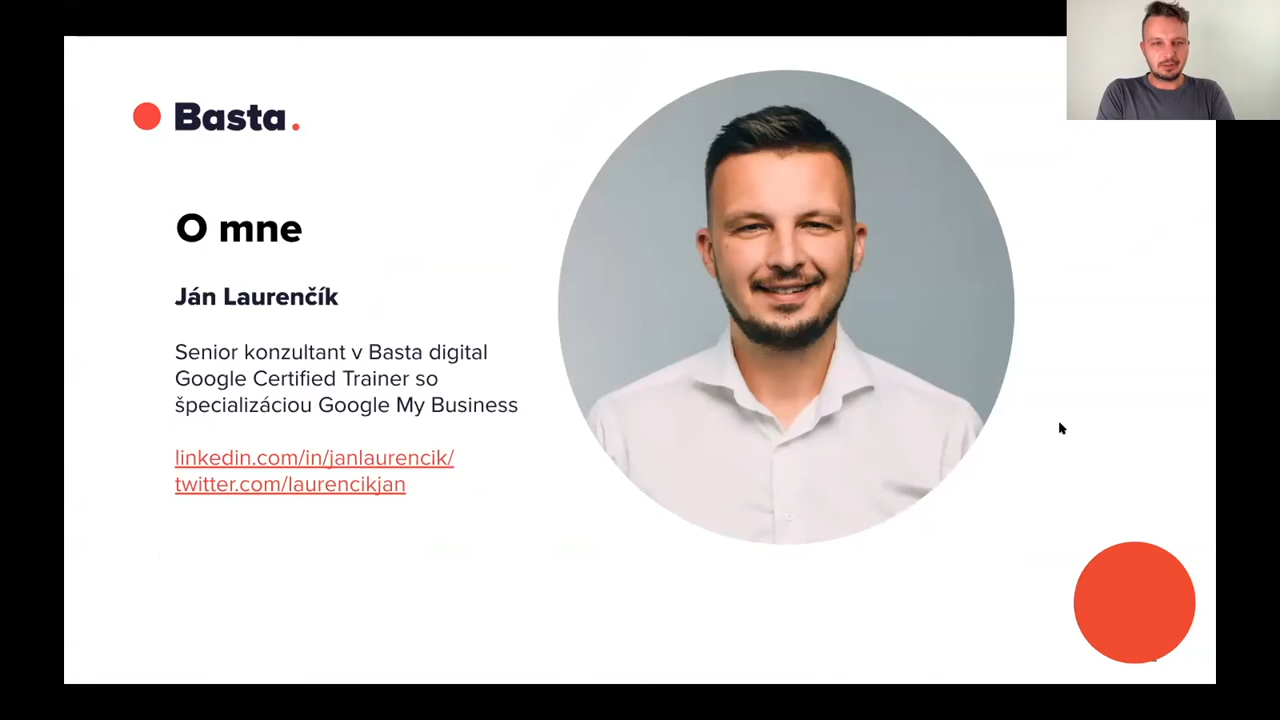 Basta.
O mne
Ján Laurenčík
Senior konzultant v Basta digital
Google Certified Trainer so
špecializáciou Google My Business
linkedin.com/in/janlaurencik/
twitter.com/laurencikjan